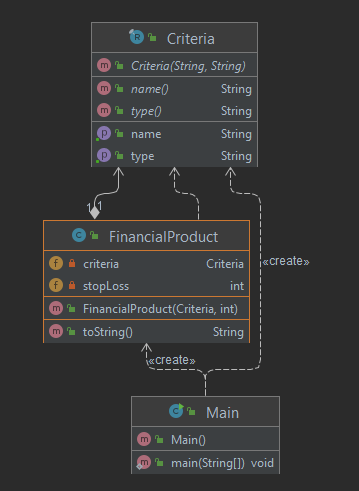 R Criteria
m Criteria(String, String)
m name() String
m type() String
p name String
p type String
1 1
C FinancialProduct
f criteria Criteria
f stopLoss int
m FinancialProduct(Criteria, int)
m toString() String
«create»
«create»
C Main
m Main()
m main(String[]) void